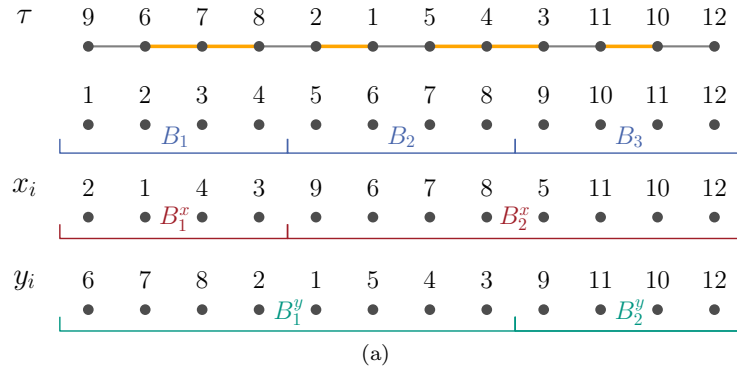 τ 9 6 7 8 2 1 5 4 3 11 10 12
1 2 3 4 5 6 7 8 9 10 11 12
B₁ B₂ B₃
xᵢ 2 1 4 3 9 6 7 8 5 11 10 12
B₁ˣ B₂ˣ
yᵢ 6 7 8 2 1 5 4 3 9 11 10 12
B₁ʸ B₂ʸ
(a)